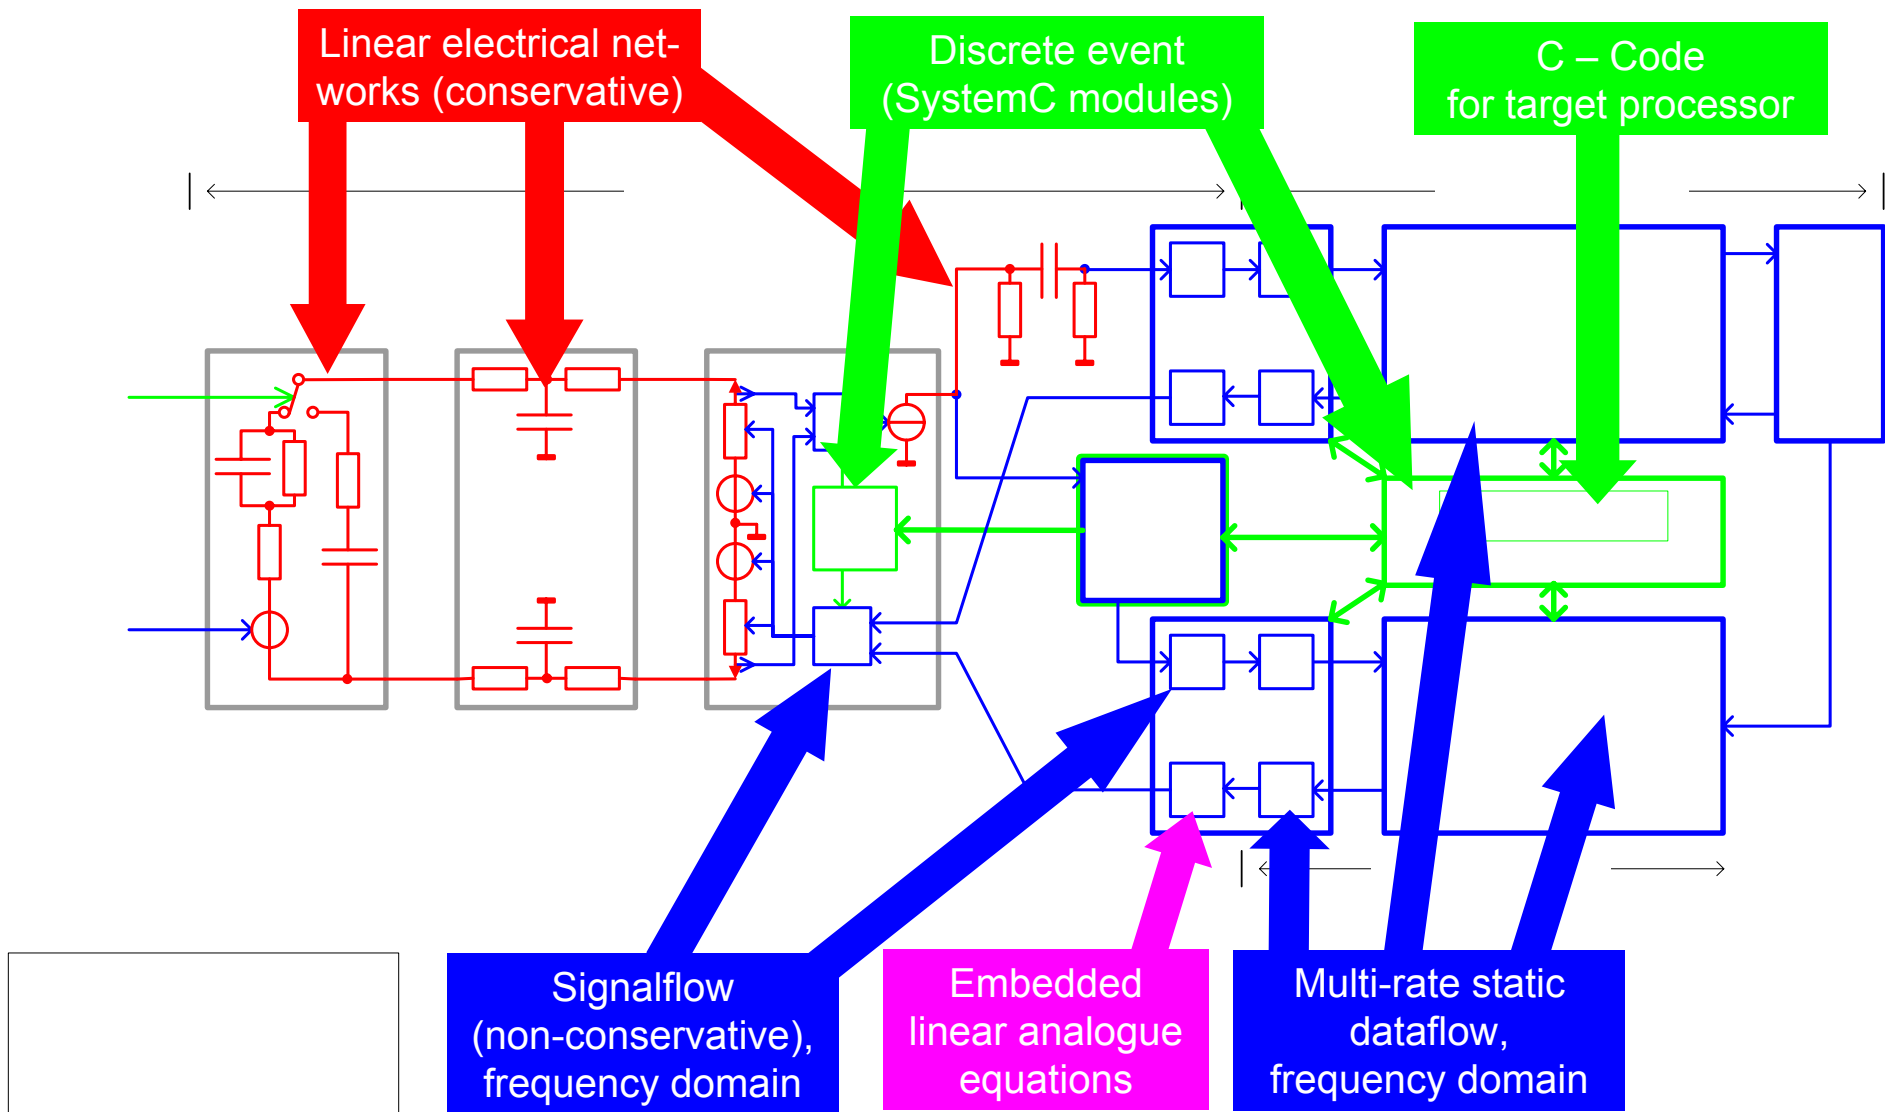 Linear electrical net-
works (conservative)
Discrete event
(SystemC modules)
C – Code
for target processor
Signalflow
(non-conservative),
frequency domain
Embedded
linear analogue
equations
Multi-rate static
dataflow,
frequency domain